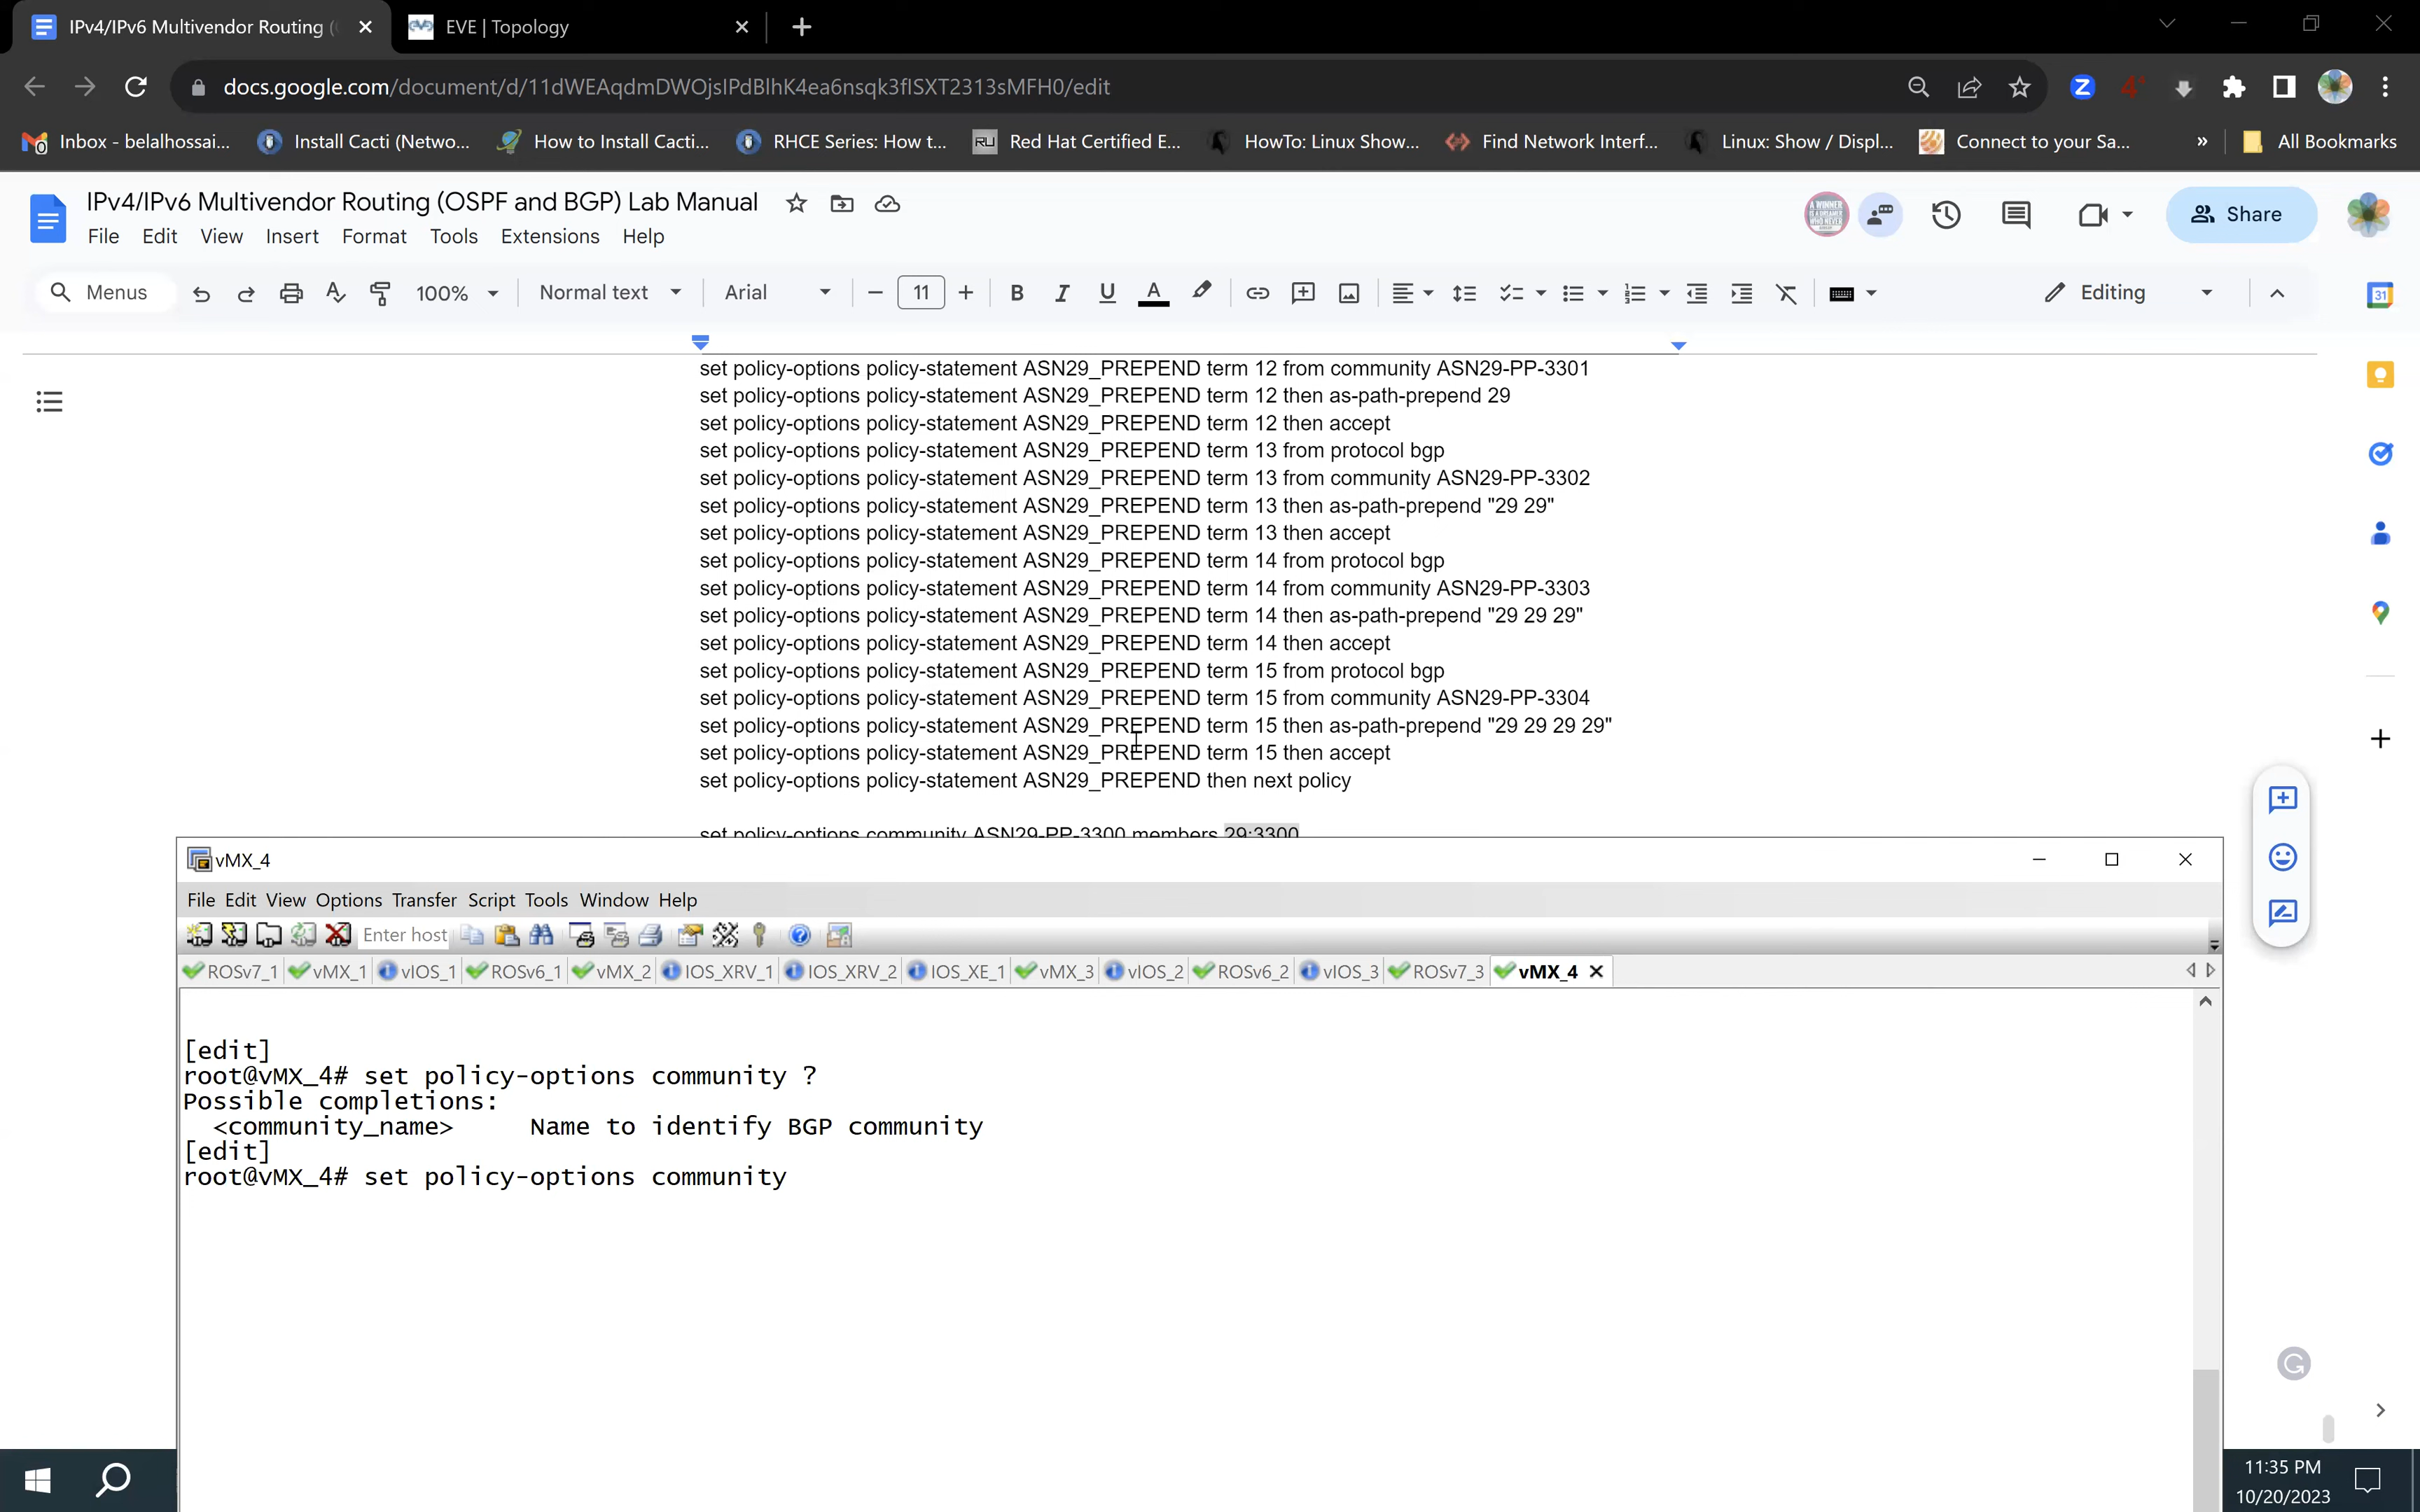 IPv4/IPv6 Multivendor Routing (
EVE | Topology
docs.google.com/document/d/11dWEAqdmDWOjsIPdBlhK4ea6nsqk3fISXT2313sMFH0/edit
Inbox - belalhossai...
Install Cacti (Netwo...
How to Install Cacti...
RHCE Series: How t...
Red Hat Certified E...
HowTo: Linux Show...
Find Network Interf...
Linux: Show / Displ...
Connect to your Sa...
»
All Bookmarks
IPv4/IPv6 Multivendor Routing (OSPF and BGP) Lab Manual
File Edit View Insert Format Tools Extensions Help
Share
Menus 100% Normal text Arial 11 Editing
set policy-options policy-statement ASN29_PREPEND term 12 from community ASN29-PP-3301
set policy-options policy-statement ASN29_PREPEND term 12 then as-path-prepend 29
set policy-options policy-statement ASN29_PREPEND term 12 then accept
set policy-options policy-statement ASN29_PREPEND term 13 from protocol bgp
set policy-options policy-statement ASN29_PREPEND term 13 from community ASN29-PP-3302
set policy-options policy-statement ASN29_PREPEND term 13 then as-path-prepend "29 29"
set policy-options policy-statement ASN29_PREPEND term 13 then accept
set policy-options policy-statement ASN29_PREPEND term 14 from protocol bgp
set policy-options policy-statement ASN29_PREPEND term 14 from community ASN29-PP-3303
set policy-options policy-statement ASN29_PREPEND term 14 then as-path-prepend "29 29 29"
set policy-options policy-statement ASN29_PREPEND term 14 then accept
set policy-options policy-statement ASN29_PREPEND term 15 from protocol bgp
set policy-options policy-statement ASN29_PREPEND term 15 from community ASN29-PP-3304
set policy-options policy-statement ASN29_PREPEND term 15 then as-path-prepend "29 29 29 29"
set policy-options policy-statement ASN29_PREPEND term 15 then accept
set policy-options policy-statement ASN29_PREPEND then next policy
set policy-options community ASN29-PP-3300 members 29:3300
vMX_4
File Edit View Options Transfer Script Tools Window Help
Enter host
ROSv7_1 vMX_1 vIOS_1 ROSv6_1 vMX_2 IOS_XRV_1 IOS_XRV_2 IOS_XE_1 vMX_3 vIOS_2 ROSv6_2 vIOS_3 ROSv7_3 vMX_4
[edit]
root@vMX_4# set policy-options community ?
Possible completions:
<community_name> Name to identify BGP community
[edit]
root@vMX_4# set policy-options community
11:35 PM
10/20/2023